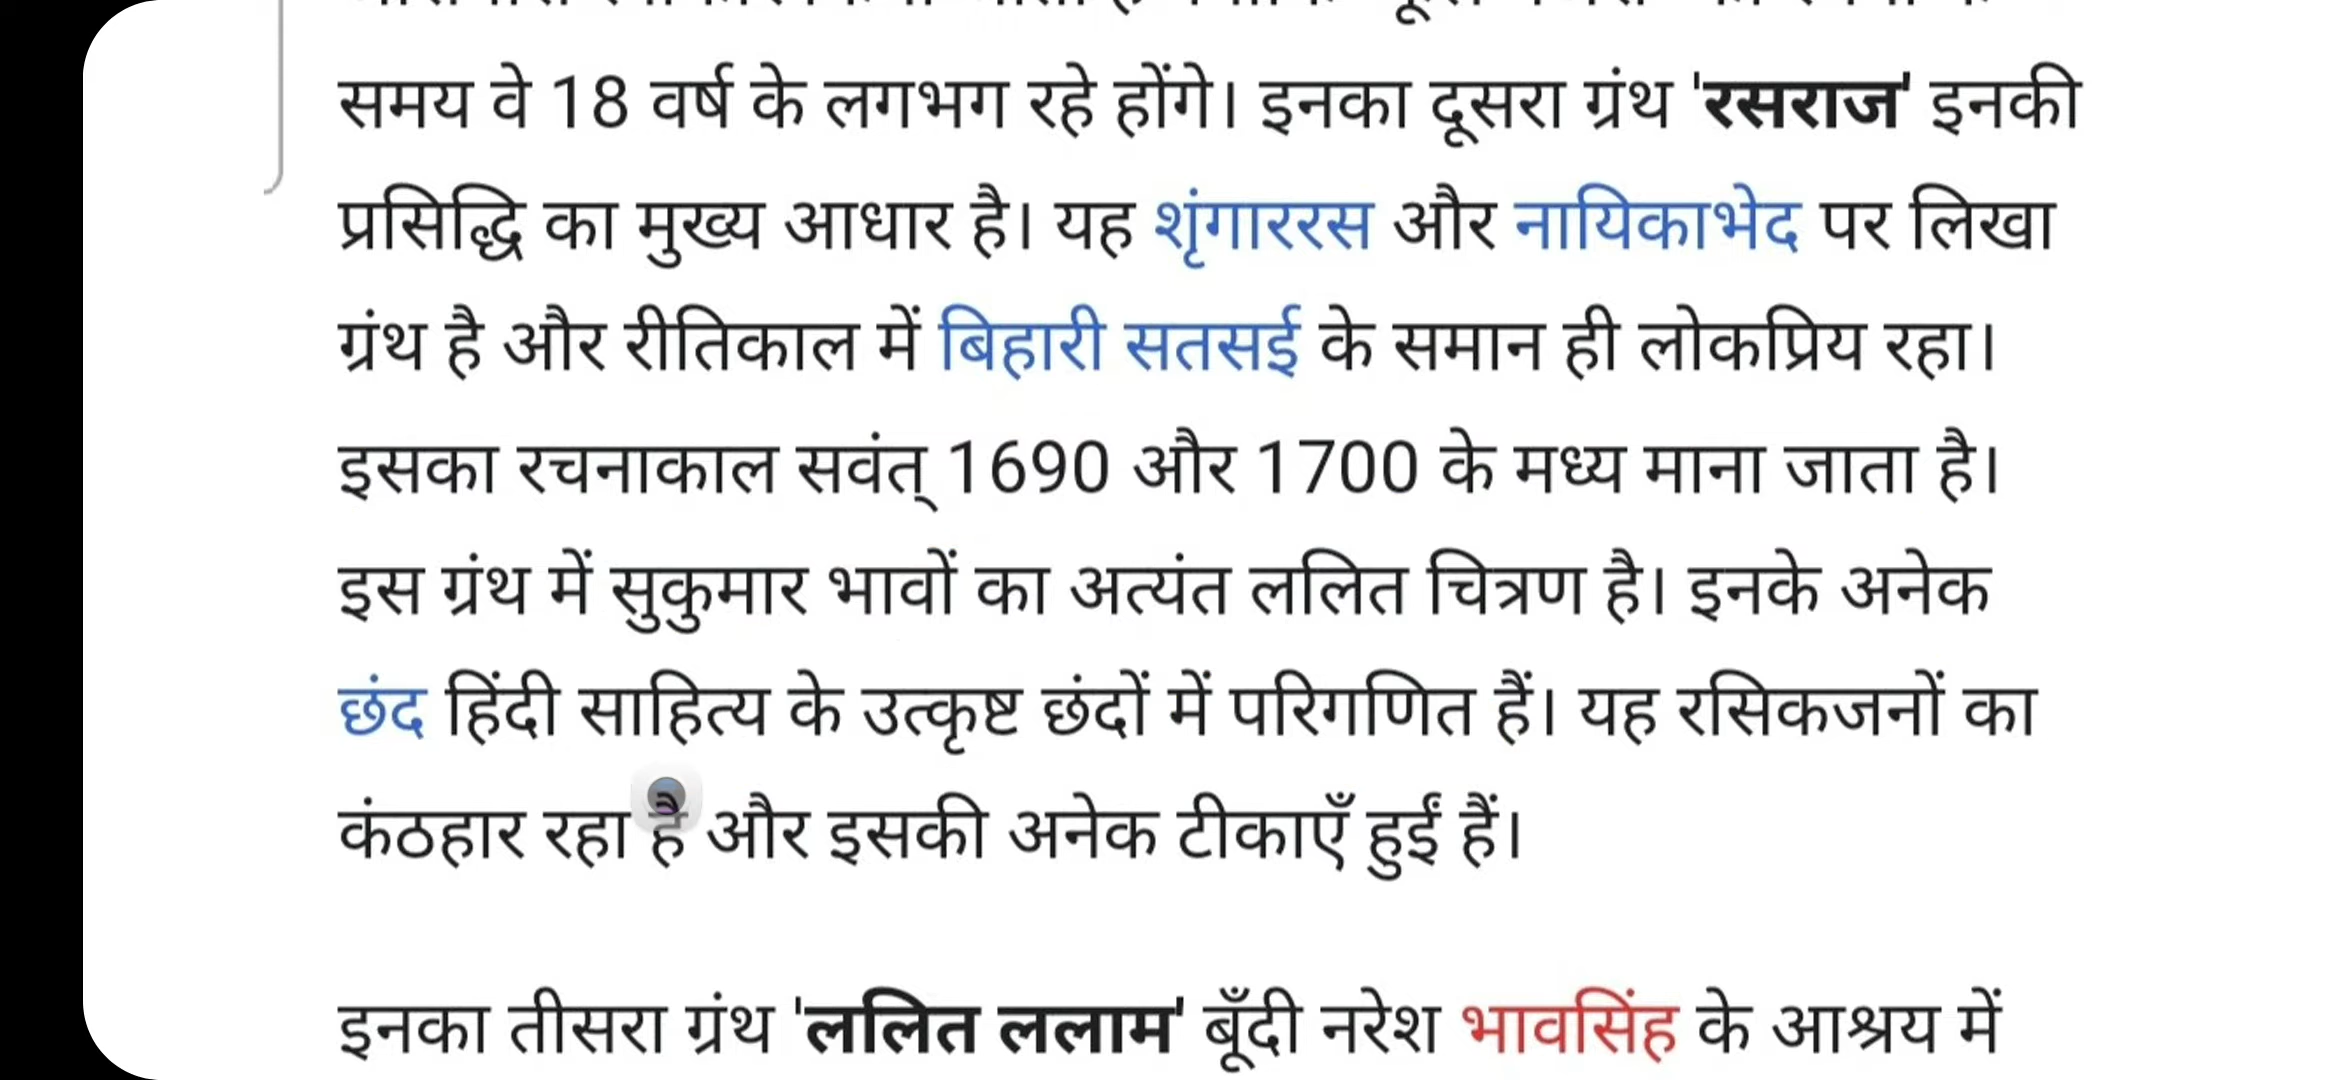 समय वे 18 वर्ष के लगभग रहे होंगे। इनका दूसरा ग्रंथ 'रसराज' इनकी
प्रसिद्धि का मुख्य आधार है। यह शृंगाररस और नायिकाभेद पर लिखा
ग्रंथ है और रीतिकाल में बिहारी सतसई के समान ही लोकप्रिय रहा।
इसका रचनाकाल सवंत् 1690 और 1700 के मध्य माना जाता है।
इस ग्रंथ में सुकुमार भावों का अत्यंत ललित चित्रण है। इनके अनेक
छंद हिंदी साहित्य के उत्कृष्ट छंदों में परिगणित हैं। यह रसिकजनों का
कंठहार रहा है और इसकी अनेक टीकाएँ हुईं हैं।
इनका तीसरा ग्रंथ 'ललित ललाम' बूँदी नरेश भावसिंह के आश्रय में